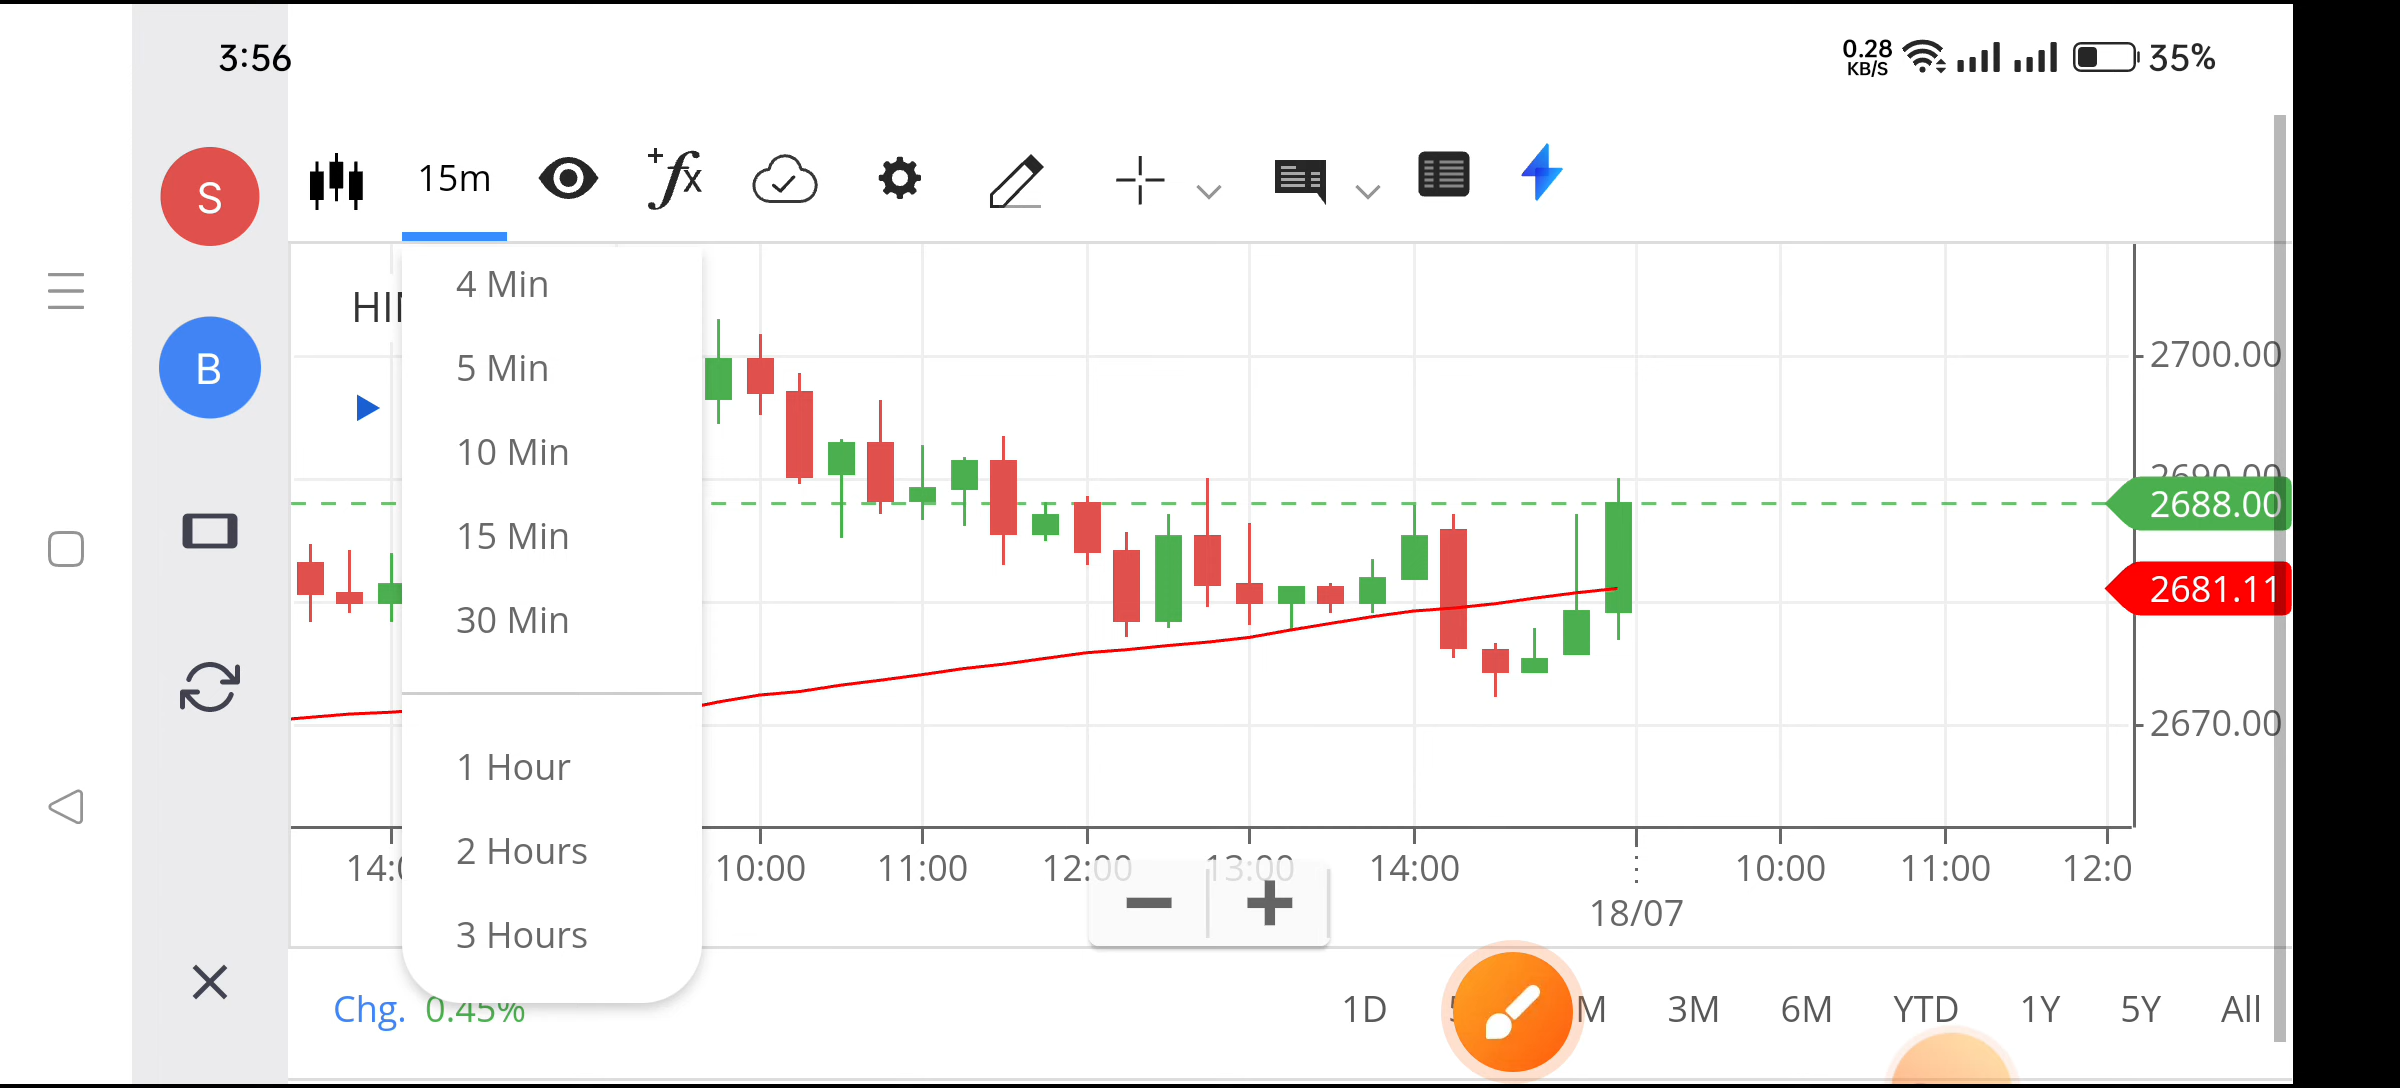 3:56
0.28
KB/S
35%
S
15m
fx
B
HI
4 Min
5 Min
10 Min
15 Min
30 Min
1 Hour
2 Hours
3 Hours
2700.00
2690.00
2688.00
2681.11
2670.00
10:00 11:00 12:00 13:00 14:00 10:00 11:00 12:0
18/07
Chg. 0.45%
1D M 3M 6M YTD 1Y 5Y All